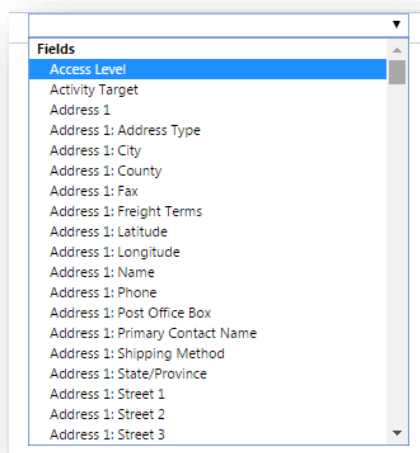 Fields
Access Level
Activity Target
Address 1
Address 1: Address Type
Address 1: City
Address 1: County
Address 1: Fax
Address 1: Freight Terms
Address 1: Latitude
Address 1: Longitude
Address 1: Name
Address 1: Phone
Address 1: Post Office Box
Address 1: Primary Contact Name
Address 1: Shipping Method
Address 1: State/Province
Address 1: Street 1
Address 1: Street 2
Address 1: Street 3